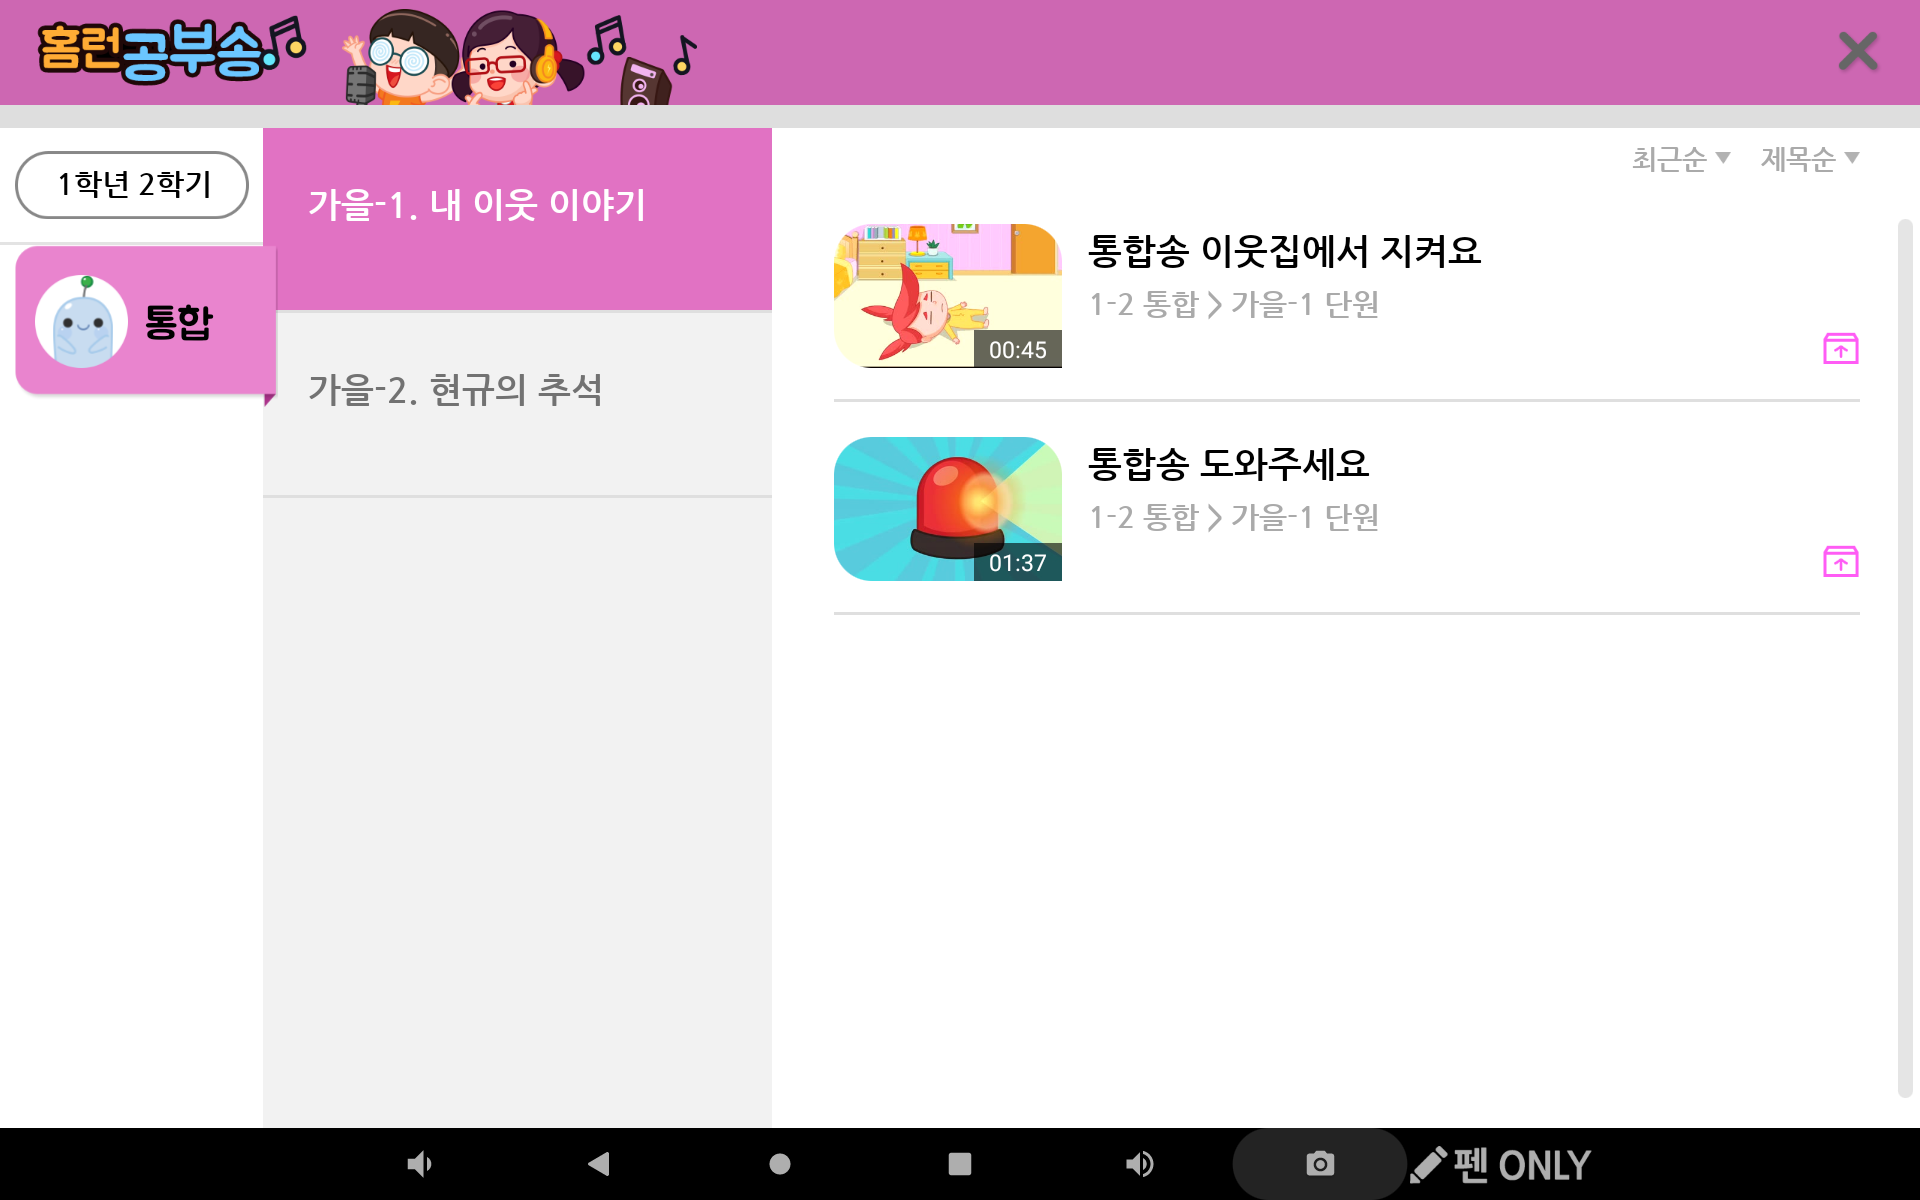 홈런공부송
1학년 2학기
통합
가을-1. 내 이웃 이야기
가을-2. 현규의 추석
최근순 ▼ 제목순 ▼
통합송 이웃집에서 지켜요
1-2 통합 > 가을-1 단원
00:45
통합송 도와주세요
1-2 통합 > 가을-1 단원
01:37
펜 ONLY